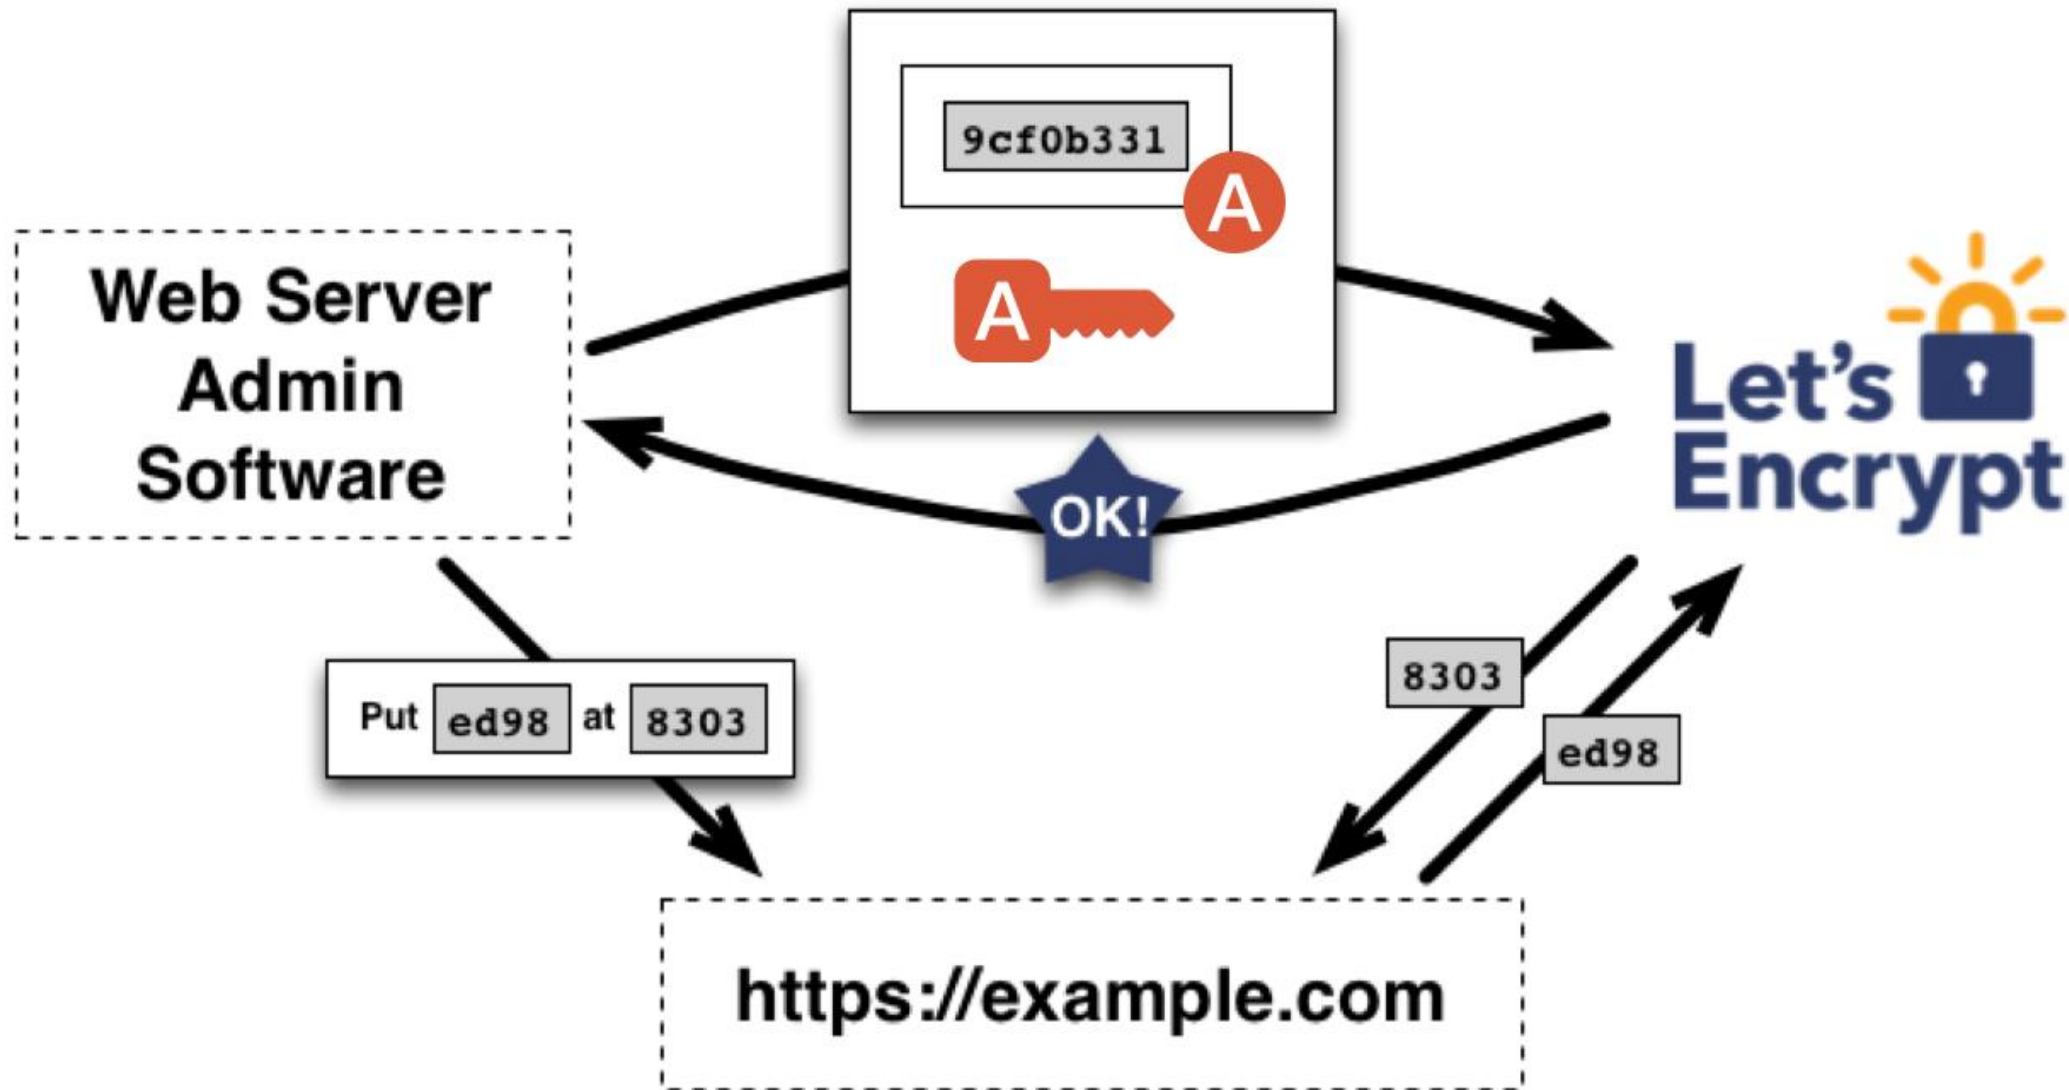 9cf0b331
A
A
Web Server
Admin
Software
Let's
Encrypt
OK!
Put ed98 at 8303
8303
ed98
https://example.com